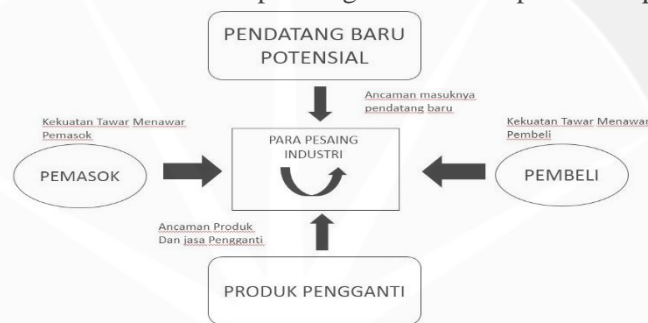 PENDATANG BARU
POTENSIAL
Ancaman masuknya
pendatang baru
Kekuatan Tawar Menawar
Pemasok
Kekuatan Tawar Menawar
Pembeli
PARA PESAING
INDUSTRI
PEMASOK
PEMBELI
Ancaman Produk
Dan jasa Pengganti
PRODUK PENGGANTI